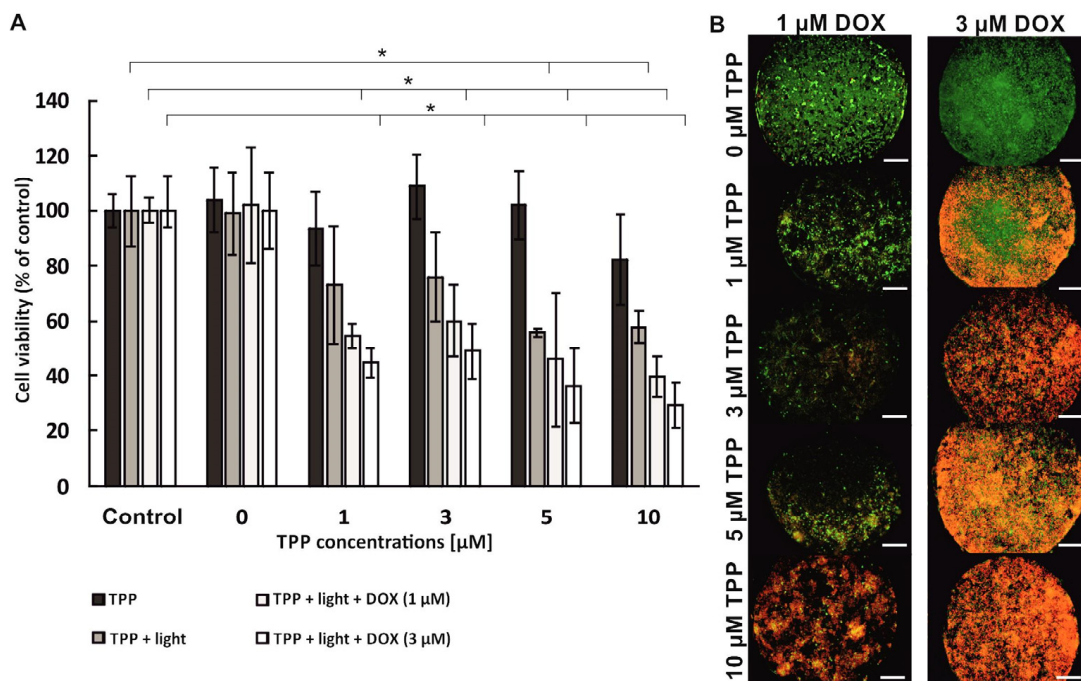 A
*
*
*
140
120
100
80
60
40
20
0
Cell viability (% of control)
Control 0 1 3 5 10
TPP concentrations [μM]
TPP TPP + light + DOX (1 μM)
TPP + light TPP + light + DOX (3 μM)
B
1 μM DOX 3 μM DOX
0 μM TPP
1 μM TPP
3 μM TPP
5 μM TPP
10 μM TPP